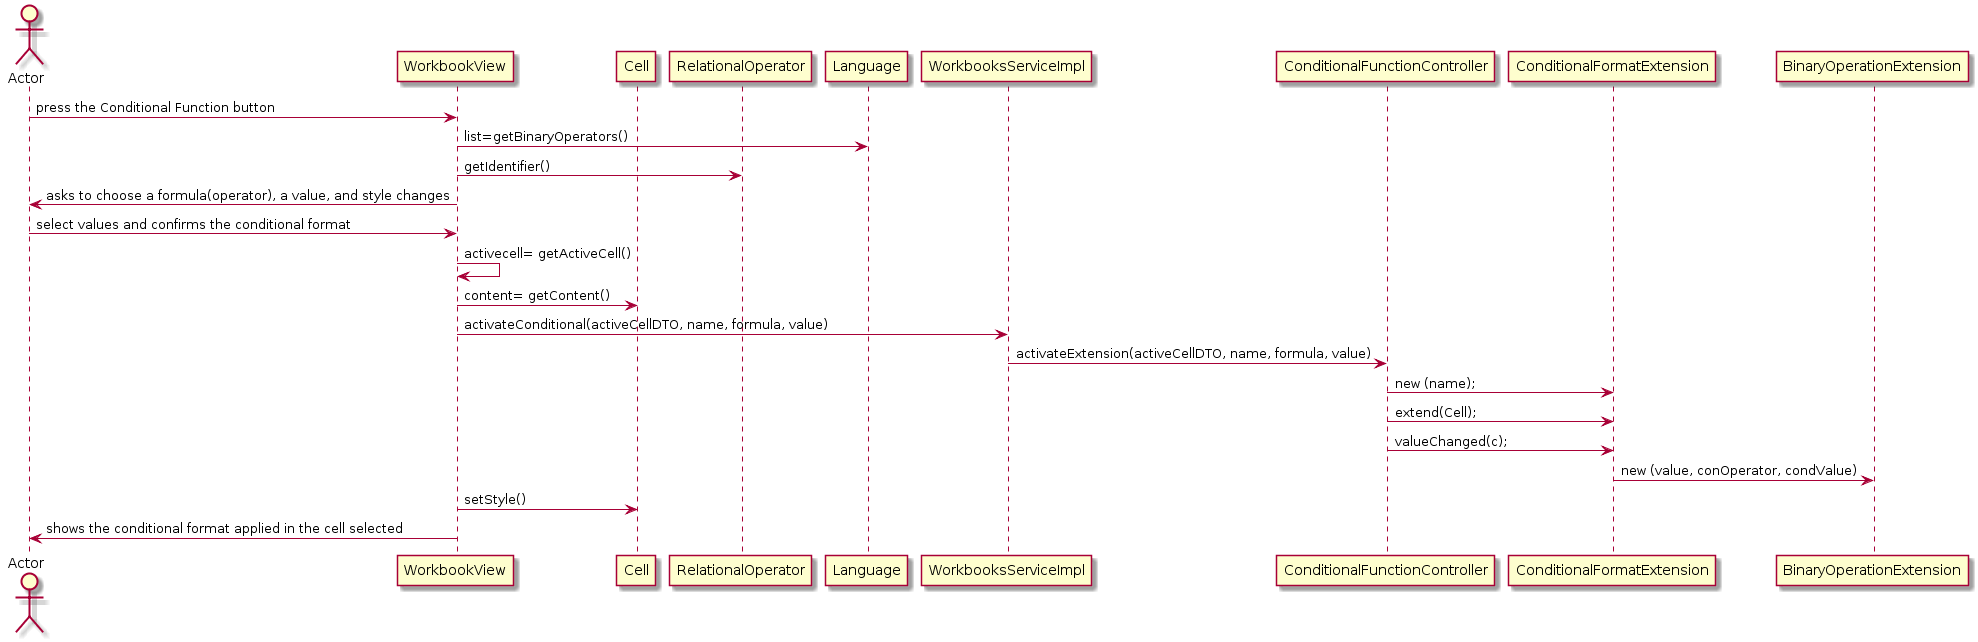 Actor
WorkbookView
Cell
RelationalOperator
Language
WorkbooksServiceImpl
ConditionalFunctionController
ConditionalFormatExtension
BinaryOperationExtension
press the Conditional Function button
list=getBinaryOperators()
getIdentifier()
asks to choose a formula(operator), a value, and style changes
select values and confirms the conditional format
activecell= getActiveCell()
content= getContent()
activateConditional(activeCellDTO, name, formula, value)
activateExtension(activeCellDTO, name, formula, value)
new (name);
extend(Cell);
valueChanged(c);
new (value, conOperator, condValue)
setStyle()
shows the conditional format applied in the cell selected
Actor
WorkbookView
Cell
RelationalOperator
Language
WorkbooksServiceImpl
ConditionalFunctionController
ConditionalFormatExtension
BinaryOperationExtension